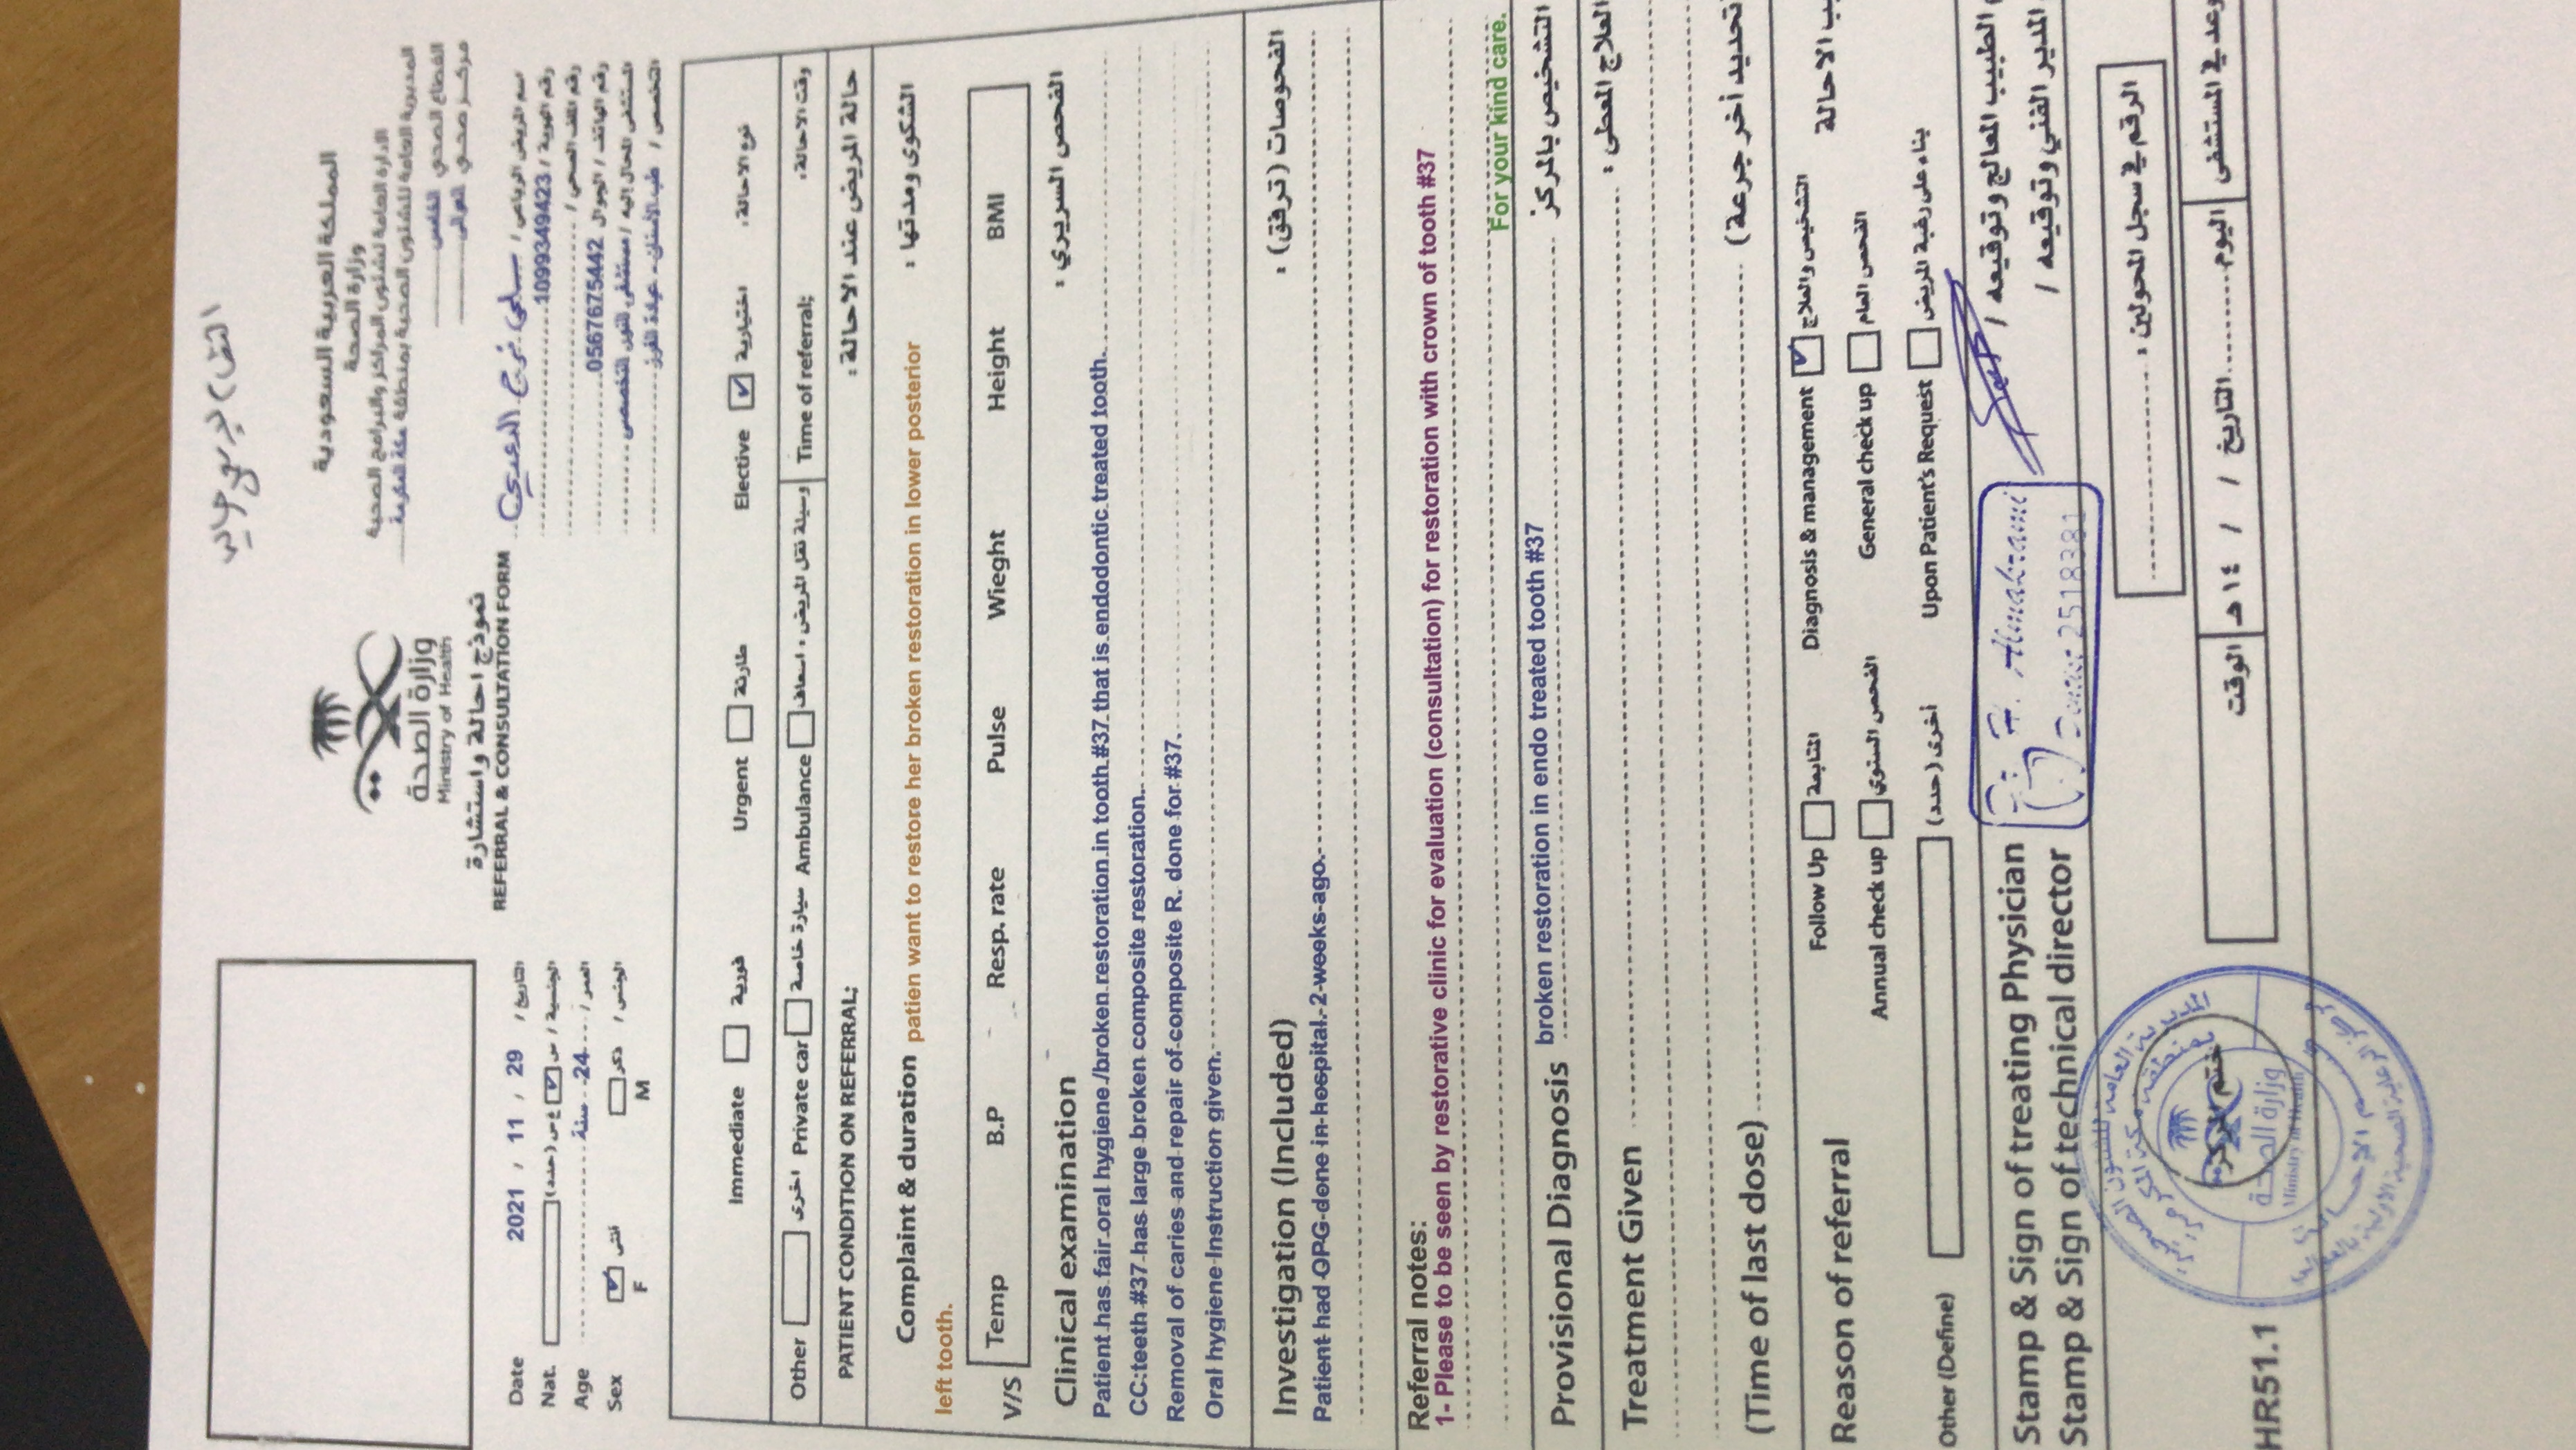 المملكة العربية السعودية
وزارة الصحة
الادارة العامة لشئون المراكز والبرامج الصحية
المديرية العامة للشئون الصحية بمنطقة مكة المكرمة
القطاع الصحي الخامس
مركز صحي العوالي
وزارة الصحة
Ministry of Health
نموذج احالة واستشارة
REFERRAL & CONSULTATION FORM
اسم المريض الرباعي / سلمى فرج الدعدي
رقم الهوية / 1099349423
رقم الملف الصحي /
رقم الهاتف / الجوال 0567675442
المستشفى المحال إليه / مستشفى النور التخصصي
التخصص / طب الأسنان - عيادة الفرز
Date 2021 / 11 / 29 التاريخ /
Nat. (حدد) غ س ✓ س / الجنسية
Age 24 سنة العمر /
Sex ✓ أنثى ذكر الجنس /
F M
Immediate فورية Urgent طارئة Elective ✓ اختيارية نوع الاحالة:
Other اخرى Private car سيارة خاصة Ambulance اسعاف وسيلة نقل المريض: Time of referral; وقت الاحالة:
PATIENT CONDITION ON REFERRAL; حالة المريض عند الاحالة:
Complaint & duration patien want to restore her broken restoration in lower posterior الشكوى ومدتها:
left tooth.
V/S Temp B.P Resp. rate Pulse Wieght Height BMI
Clinical examination الفحص السريري:
Patient has fair oral hygiene./broken restoration in tooth #37 that is endodontic treated tooth.
CC:teeth #37 has large broken composite restoration.
Removal of caries and repair of composite R. done for #37.
Oral hygiene Instruction given.
Investigation (Included) الفحوصات (ترفق):
Patient had OPG done in hospital. 2 weeks ago.
Referral notes:
1- Please to be seen by restorative clinic for evaluation (consultation) for restoration with crown of tooth #37
For your kind care.
Provisional Diagnosis broken restoration in endo treated tooth #37 التشخيص بالمركز
Treatment Given العلاج المعطى:
(Time of last dose) تحديد أخر جرعة)
Follow Up المتابعة Diagnosis & management ✓ التشخيص والعلاج
Reason of referral ب الاحالة
Annual check up الفحص السنوي General check up الفحص العام
Other (Define) أخرى (حدد) Upon Patient's Request بناء على رغبة المريض
Stamp & Sign of treating Physician الطبيب المعالج وتوقيعه /
Stamp & Sign of technical director المدير الفني وتوقيعه /
Dr. H. Almakrami
Dentist 2518381
الرقم في سجل المحولين:
وعد في المستشفى اليوم التاريخ / / ١٤ هـ الوقت
HR51.1
المديرية العامة للشئون الصحية
بمنطقة مكة المكرمة
ختم المركز
وزارة الصحة
Ministry of Health
قسم الإحالة
مركز الرعاية الصحية الأولية بالعوالي